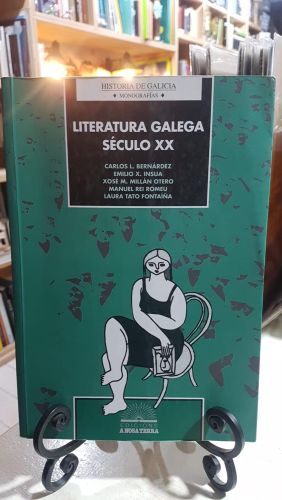 HISTORIA DE GALICIA
♦ MONOGRAFÍAS ♦
LITERATURA GALEGA
SÉCULO XX
CARLOS L. BERNÁRDEZ
EMILIO X. INSUA
XOSÉ M. MILLÁN OTERO
MANUEL REI ROMEU
LAURA TATO FONTAÍÑA
EDICIÓNS
A NOSA TERRA